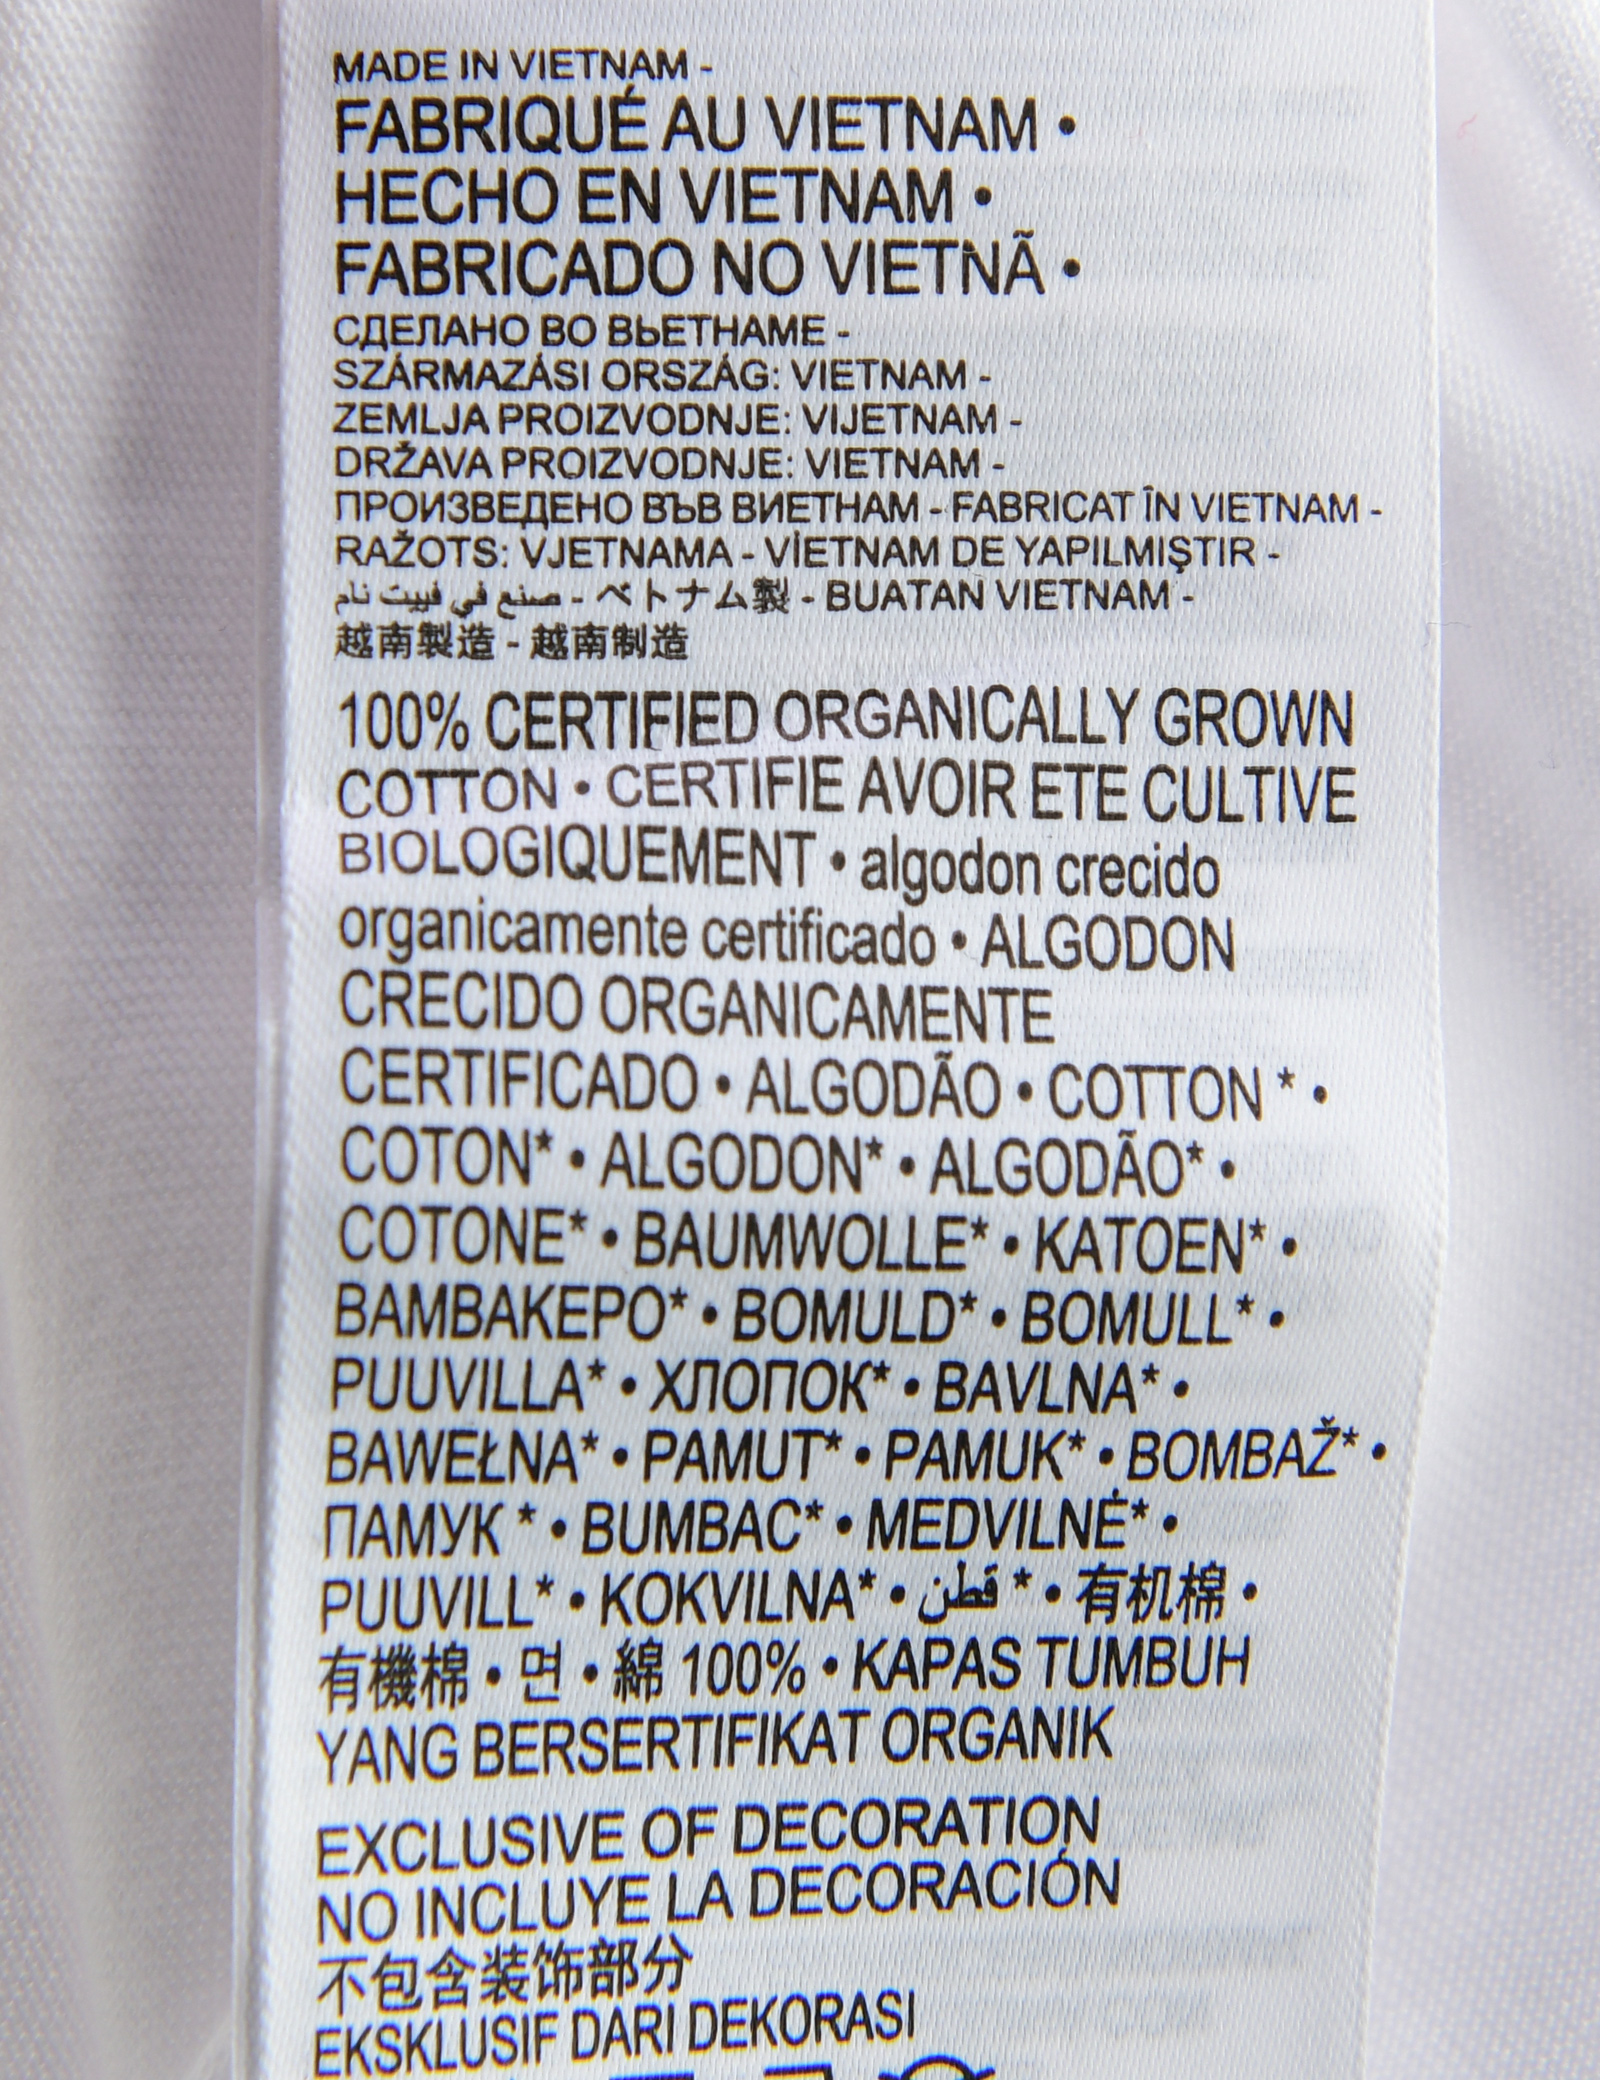 MADE IN VIETNAM -
FABRIQUÉ AU VIETNAM •
HECHO EN VIETNAM •
FABRICADO NO VIETNÃ •
СДЕЛАНО ВО ВЬЕТНАМЕ -
SZÁRMAZÁSI ORSZÁG: VIETNAM -
ZEMLJA PROIZVODNJE: VIJETNAM -
DRŽAVA PROIZVODNJE: VIETNAM -
ПРОИЗВЕДЕНО ВЪВ ВИЕТНАМ - FABRICAT ÎN VIETNAM -
RAŽOTS: VJETNAMA - VİETNAM DE YAPILMIŞTIR -
صنع في فييت نام - ベトナム製 - BUATAN VIETNAM -
越南製造 - 越南制造
100% CERTIFIED ORGANICALLY GROWN
COTTON • CERTIFIE AVOIR ETE CULTIVE
BIOLOGIQUEMENT • algodon crecido
organicamente certificado • ALGODON
CRECIDO ORGANICAMENTE
CERTIFICADO • ALGODÃO • COTTON * •
COTON* • ALGODON* • ALGODÃO* •
COTONE* • BAUMWOLLE* • KATOEN* •
ΒΑΜΒΑΚΕΡΟ* • BOMULD* • BOMULL* •
PUUVILLA* • ХЛОПОК* • BAVLNA* •
BAWEŁNA* • PAMUT* • PAMUK* • BOMBAŽ* •
ПАМУК * • BUMBAC* • MEDVILNĖ* •
PUUVILL* • KOKVILNA* • قطن * • 有机棉 •
有機棉 • 면 • 綿 100% • KAPAS TUMBUH
YANG BERSERTIFIKAT ORGANIK
EXCLUSIVE OF DECORATION
NO INCLUYE LA DECORACIÓN
不包含装饰部分
EKSKLUSIF DARI DEKORASI